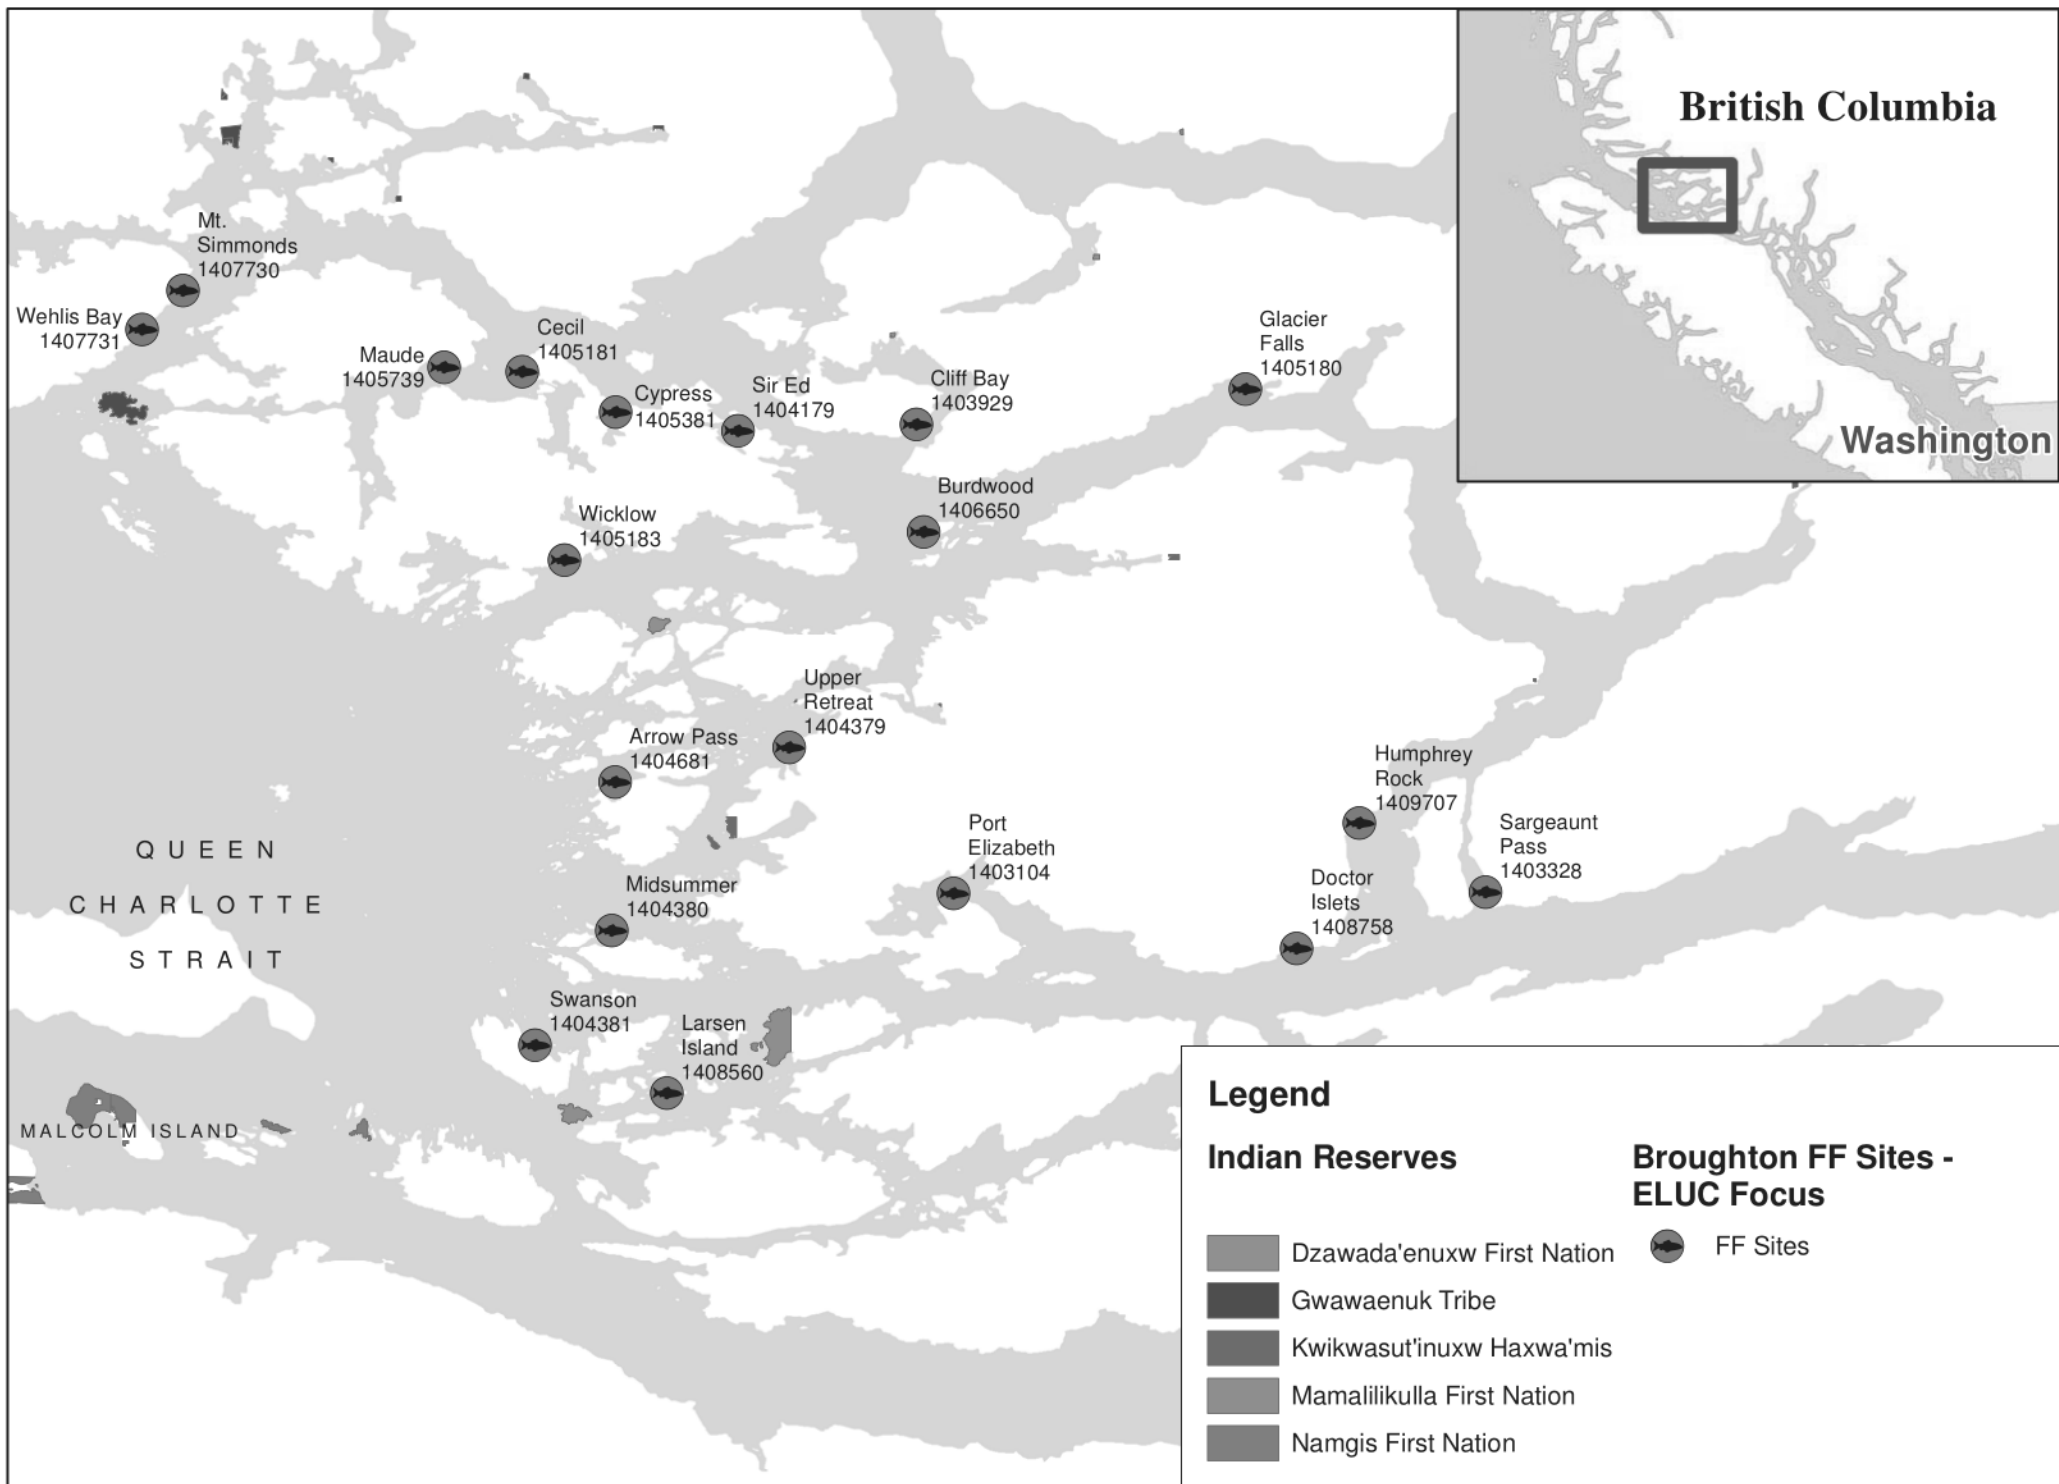 British Columbia
Washington
Mt.
Simmonds
1407730
Wehlis Bay
1407731
Maude
1405739
Cecil
1405181
Cypress
1405381
Sir Ed
1404179
Cliff Bay
1403929
Glacier
Falls
1405180
Burdwood
1406650
Wicklow
1405183
Upper
Retreat
1404379
Arrow Pass
1404681
Humphrey
Rock
1409707
Port
Elizabeth
1403104
Sargeaunt
Pass
1403328
Doctor
Islets
1408758
Midsummer
1404380
QUEEN
CHARLOTTE
STRAIT
Swanson
1404381
Larsen
Island
1408560
MALCOLM ISLAND
Legend
Indian Reserves
Dzawada'enuxw First Nation
Gwawaenuk Tribe
Kwikwasut'inuxw Haxwa'mis
Mamalilikulla First Nation
Namgis First Nation
Broughton FF Sites -
ELUC Focus
FF Sites